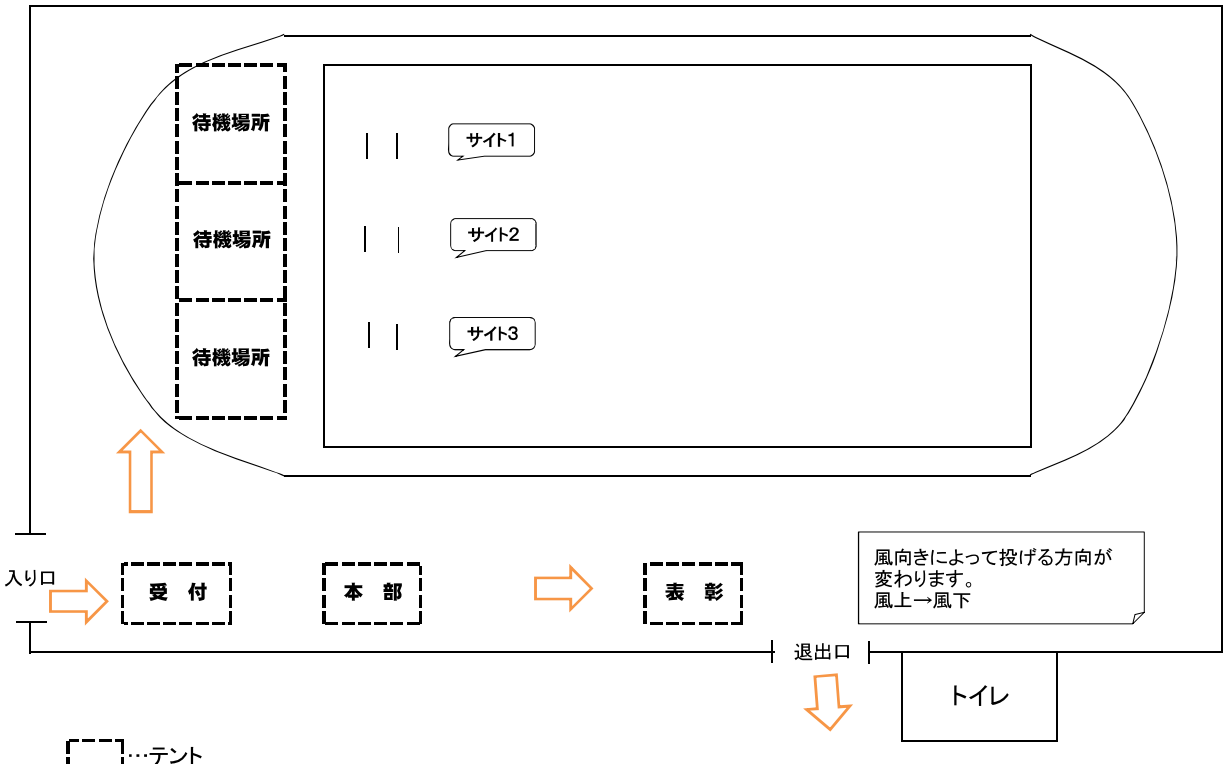 待機場所
サイト1
待機場所
サイト2
待機場所
サイト3
入り口
受　付
本　部
表　彰
風向きによって投げる方向が
変わります。
風上→風下
退出口
トイレ
…テント